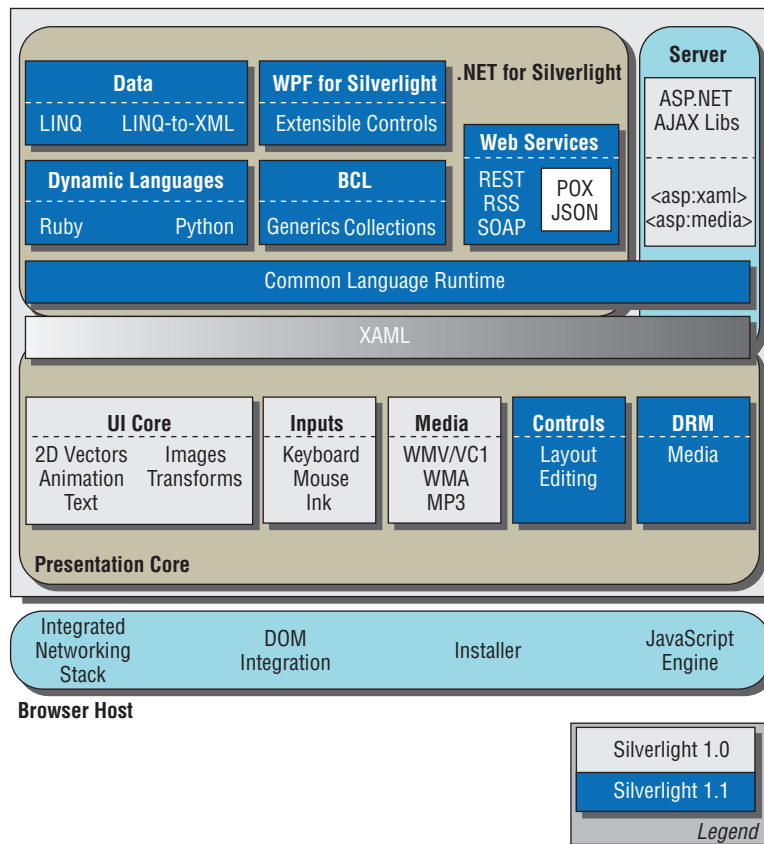 Data
LINQ LINQ-to-XML
WPF for Silverlight
Extensible Controls
.NET for Silverlight
Web Services
REST
RSS
SOAP
POX
JSON
Dynamic Languages
Ruby Python
BCL
Generics Collections
Server
ASP.NET
AJAX Libs
<asp:xaml>
<asp:media>
Common Language Runtime
XAML
UI Core
2D Vectors Images
Animation Transforms
Text
Inputs
Keyboard
Mouse
Ink
Media
WMV/VC1
WMA
MP3
Controls
Layout
Editing
DRM
Media
Presentation Core
Integrated
Networking
Stack
DOM
Integration
Installer
JavaScript
Engine
Browser Host
Silverlight 1.0
Silverlight 1.1
Legend